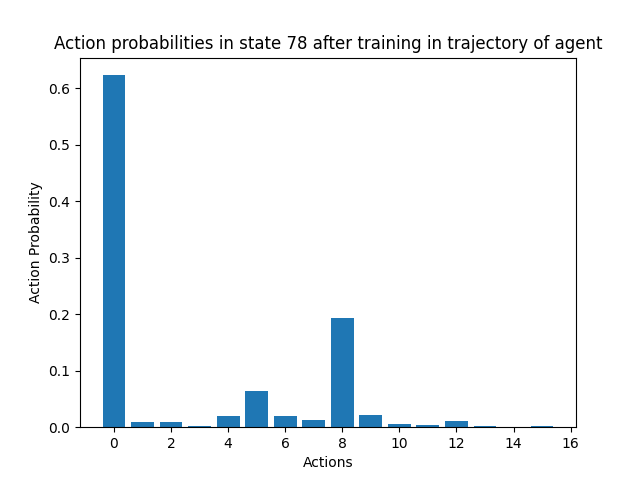 Action probabilities in state 78 after training in trajectory of agent
Action Probability
0.6
0.5
0.4
0.3
0.2
0.1
0.0
0 2 4 6 8 10 12 14 16
Actions